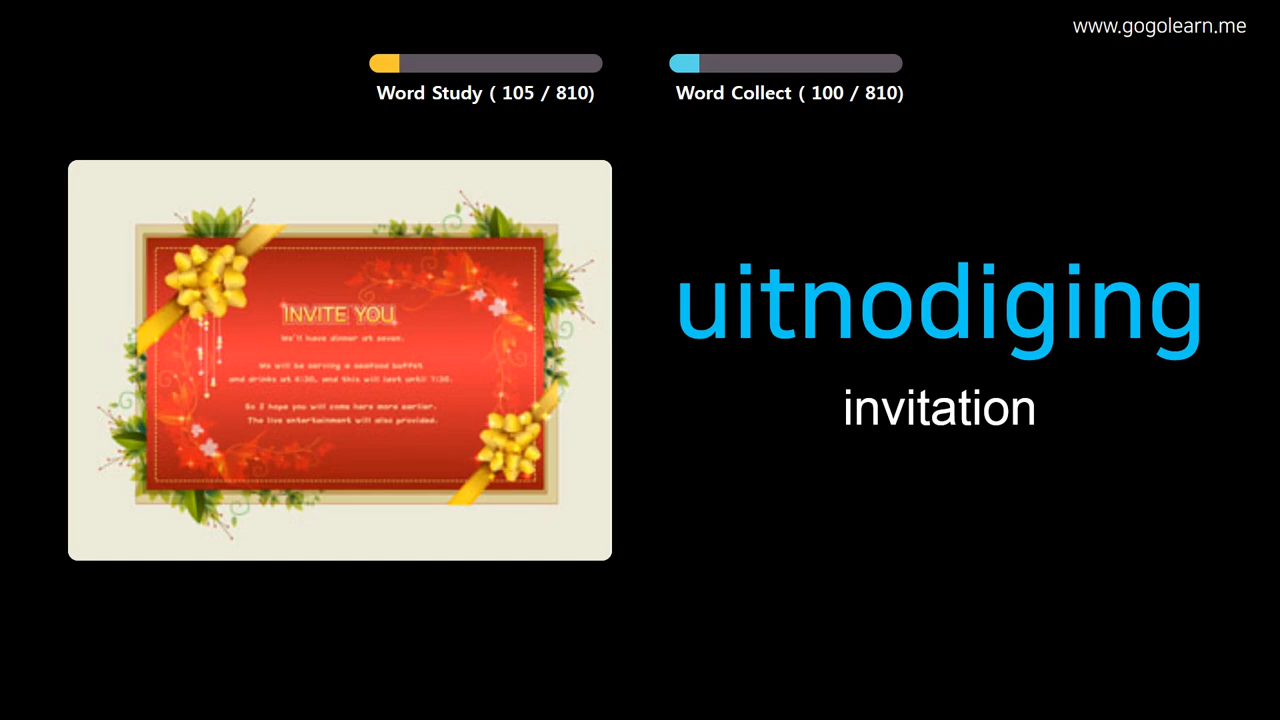 www.gogolearn.me
Word Study ( 105 / 810)
Word Collect ( 100 / 810)
INVITE YOU
We'll have dinner at seven.
We will be serving a seafood buffet
and drinks at 6:30, and this will last until 1:30.
So I hope you will come here more earlier.
The live entertainment will also provided.
uitnodiging
invitation